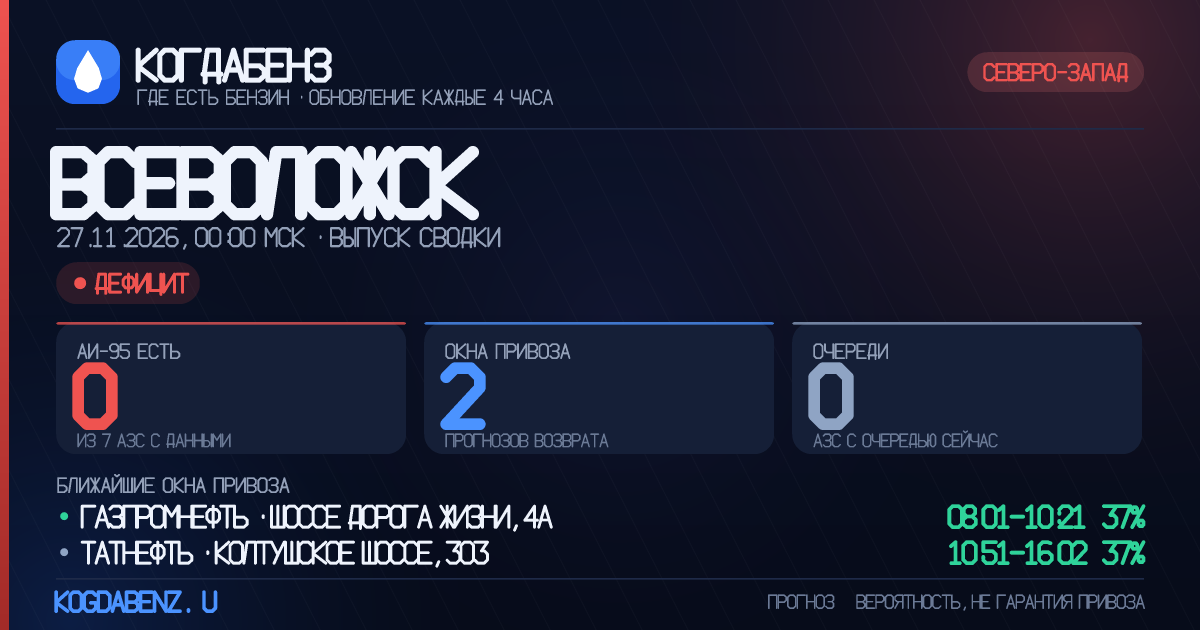 КОГДАБЕНЗ
ГДЕ ЕСТЬ БЕНЗИН · ОБНОВЛЕНИЕ КАЖДЫЕ 4 ЧАСА
СЕВЕРО-ЗАПАД
ВСЕВОЛОЖСК
27.11.2026, 00:00 МСК · ВЫПУСК СВОДКИ
• ДЕФИЦИТ
АИ-95 ЕСТЬ
0
ИЗ 7 АЗС С ДАННЫМИ
ОКНА ПРИВОЗА
2
ПРОГНОЗОВ ВОЗВРАТА
ОЧЕРЕДИ
0
АЗС С ОЧЕРЕДЬЮ СЕЙЧАС
БЛИЖАЙШИЕ ОКНА ПРИВОЗА
• ГАЗПРОМНЕФТЬ · ШОССЕ ДОРОГА ЖИЗНИ, 4А 08:01-10:21 37%
• ТАТНЕФТЬ · КОЛТУШСКОЕ ШОССЕ, 303 10:51-16:02 37%
KOGDABENZ. U
ПРОГНОЗ ВЕРОЯТНОСТЬ, НЕ ГАРАНТИЯ ПРИВОЗА